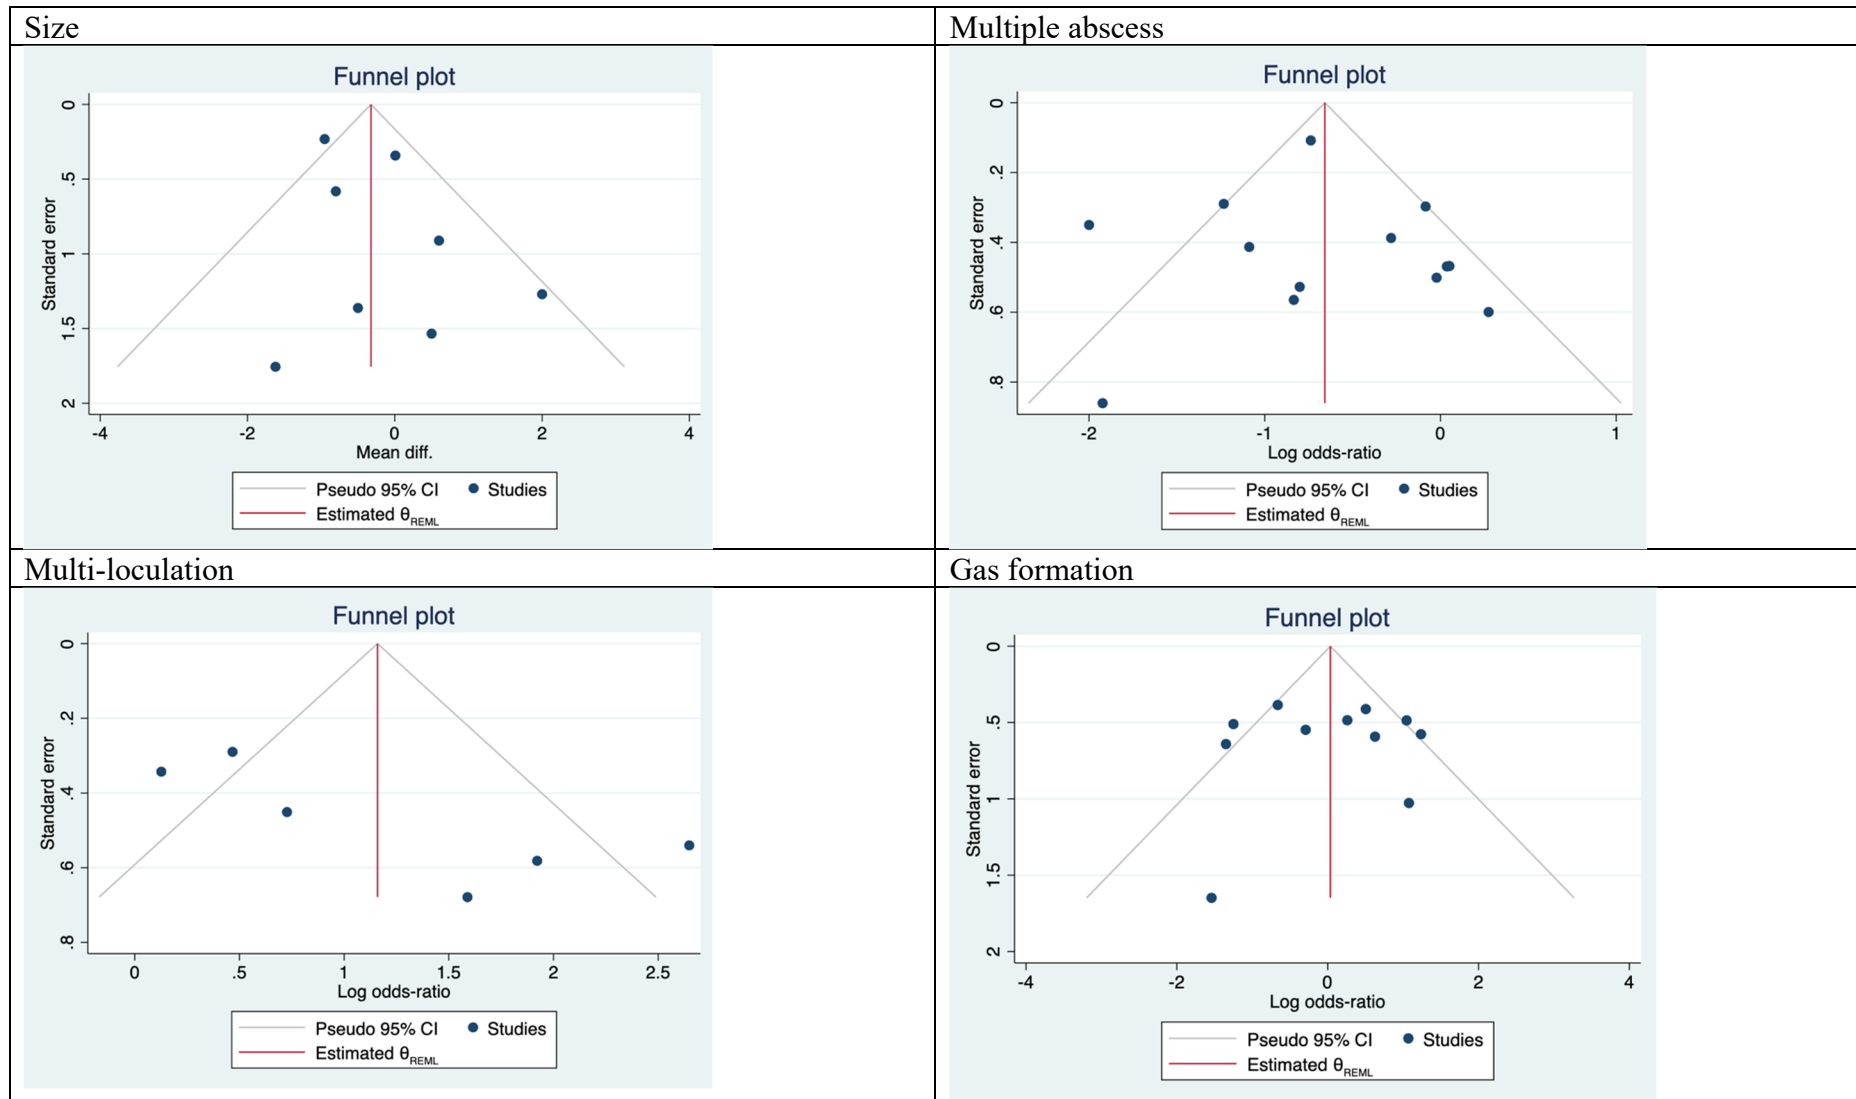 Size
Funnel plot
Standard error
0
.5
1
1.5
2
-4
-2
0
2
4
Mean diff.
Pseudo 95% CI
Studies
Estimated θREML
Multiple abscess
Funnel plot
Standard error
0
.2
.4
.6
.8
-2
-1
0
1
Log odds-ratio
Pseudo 95% CI
Studies
Estimated θREML
Multi-loculation
Funnel plot
Standard error
0
.2
.4
.6
.8
0
.5
1
1.5
2
2.5
Log odds-ratio
Pseudo 95% CI
Studies
Estimated θREML
Gas formation
Funnel plot
Standard error
0
.5
1
1.5
2
-4
-2
0
2
4
Log odds-ratio
Pseudo 95% CI
Studies
Estimated θREML